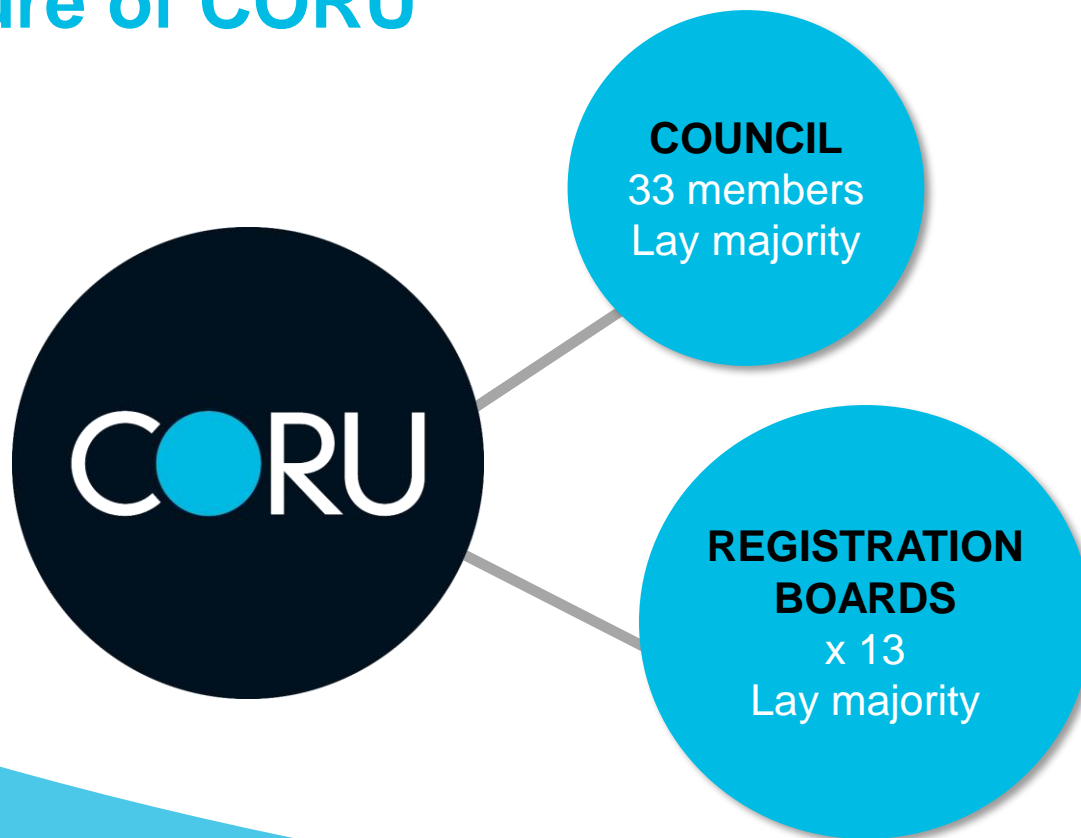 ure of CORU
COUNCIL
33 members
Lay majority
CORU
REGISTRATION
BOARDS
x 13
Lay majority